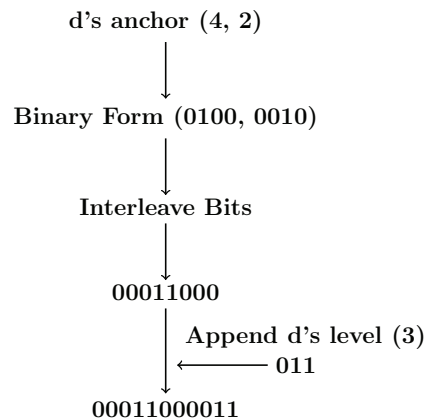 d's anchor (4, 2)
Binary Form (0100, 0010)
Interleave Bits
00011000
Append d's level (3)
011
00011000011